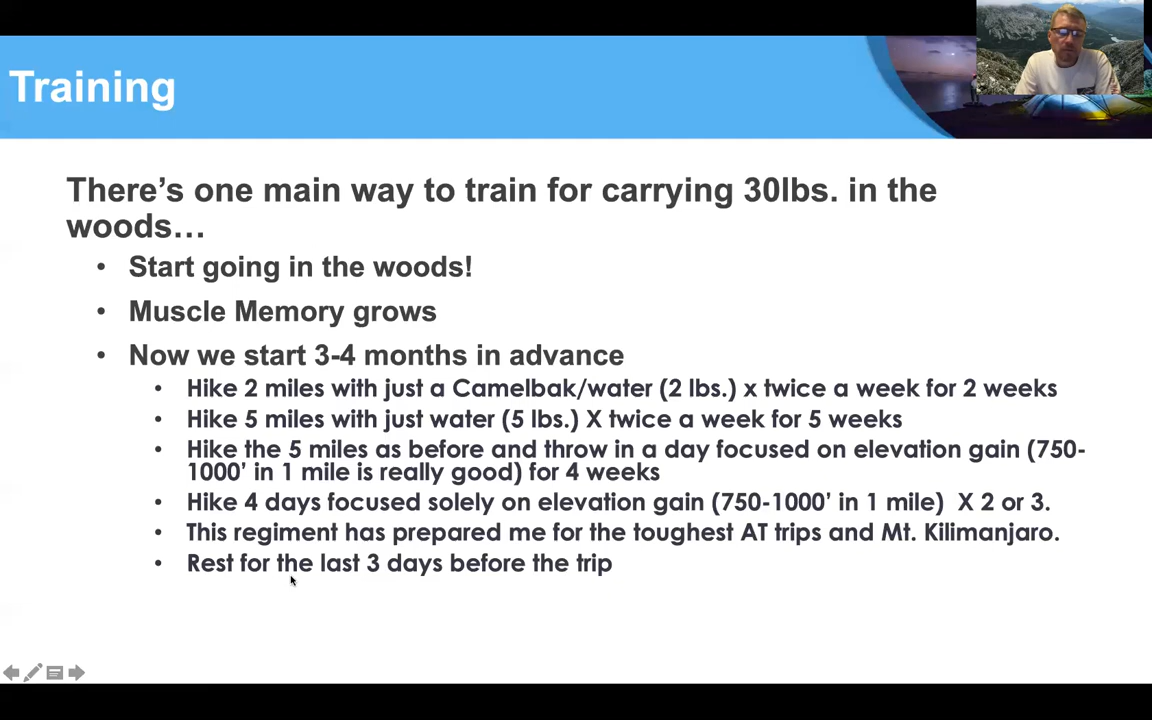 Training
There’s one main way to train for carrying 30lbs. in the
woods…
• Start going in the woods!
• Muscle Memory grows
• Now we start 3-4 months in advance
• Hike 2 miles with just a Camelbak/water (2 lbs.) x twice a week for 2 weeks
• Hike 5 miles with just water (5 lbs.) X twice a week for 5 weeks
• Hike the 5 miles as before and throw in a day focused on elevation gain (750-
1000’ in 1 mile is really good) for 4 weeks
• Hike 4 days focused solely on elevation gain (750-1000’ in 1 mile)  X 2 or 3.
• This regiment has prepared me for the toughest AT trips and Mt. Kilimanjaro.
• Rest for the last 3 days before the trip